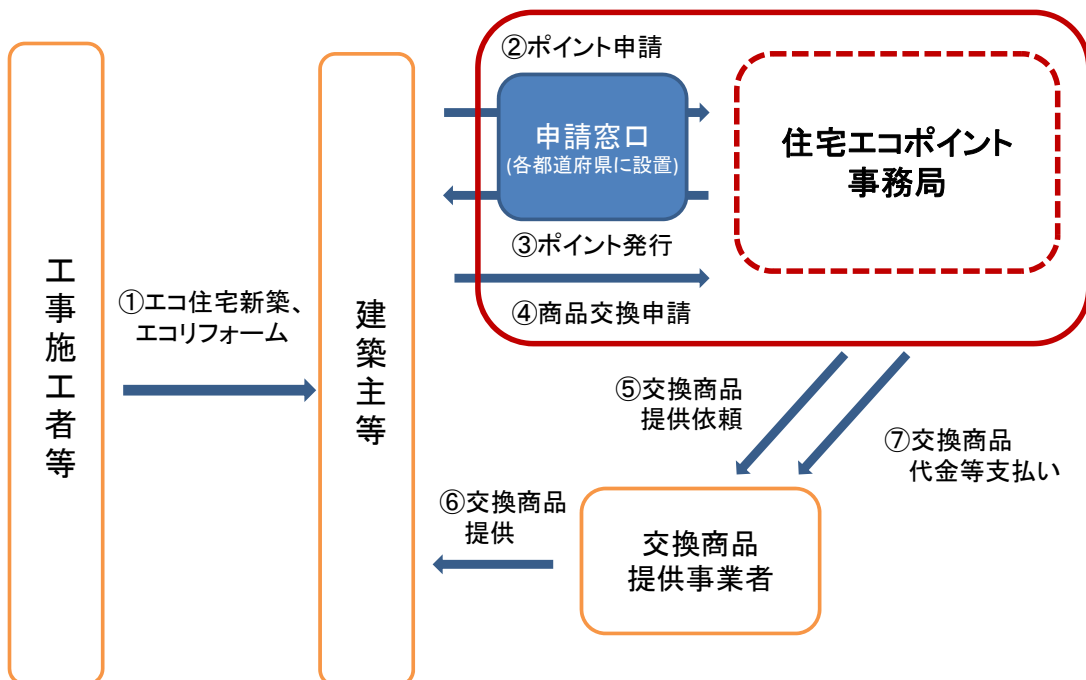 工事施工者等
①エコ住宅新築、
エコリフォーム
建築主等
②ポイント申請
申請窓口
(各都道府県に設置)
③ポイント発行
④商品交換申請
住宅エコポイント
事務局
⑤交換商品
提供依頼
⑦交換商品
代金等支払い
⑥交換商品
提供
交換商品
提供事業者